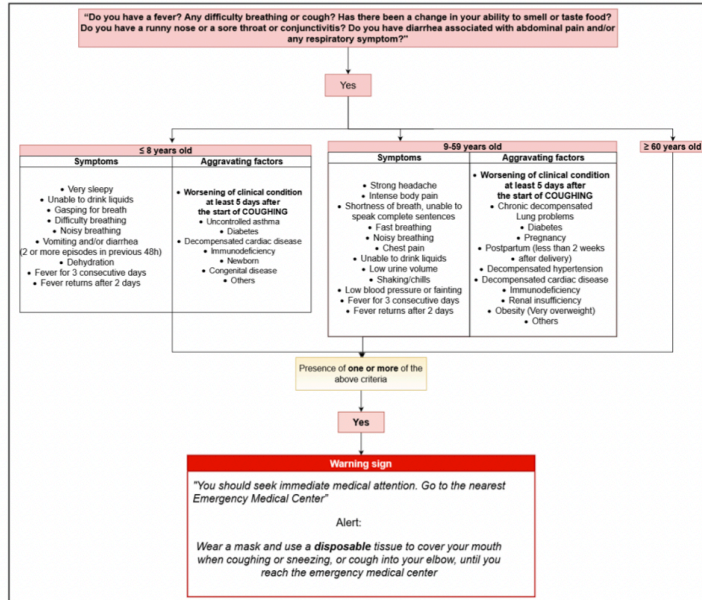 "Do you have a fever? Any difficulty breathing or cough? Has there been a change in your ability to smell or taste food?
Do you have a runny nose or a sore throat or conjunctivitis? Do you have diarrhea associated with abdominal pain and/or
any respiratory symptom?"
Yes
≤ 8 years old
Symptoms
• Very sleepy
• Unable to drink liquids
• Gasping for breath
• Difficulty breathing
• Noisy breathing
• Vomiting and/or diarrhea
(2 or more episodes in previous 48h)
• Dehydration
• Fever for 3 consecutive days
• Fever returns after 2 days
Aggravating factors
• Worsening of clinical condition
at least 5 days after
the start of COUGHING
• Uncontrolled asthma
• Diabetes
• Decompensated cardiac disease
• Immunodeficiency
• Newborn
• Congenital disease
• Others
9-59 years old
Symptoms
• Strong headache
• Intense body pain
• Shortness of breath, unable to
speak complete sentences
• Fast breathing
• Noisy breathing
• Chest pain
• Unable to drink liquids
• Low urine volume
• Shaking/chills
• Low blood pressure or fainting
• Fever for 3 consecutive days
• Fever returns after 2 days
Aggravating factors
• Worsening of clinical condition
at least 5 days after
the start of COUGHING
• Chronic decompensated
Lung problems
• Diabetes
• Pregnancy
• Postpartum (less than 2 weeks
after delivery)
• Decompensated hypertension
• Decompensated cardiac disease
• Immunodeficiency
• Renal insufficiency
• Obesity (Very overweight)
• Others
≥ 60 years old
Presence of one or more of the
above criteria
Yes
Warning sign
"You should seek immediate medical attention. Go to the nearest
Emergency Medical Center"
Alert:
Wear a mask and use a disposable tissue to cover your mouth
when coughing or sneezing, or cough into your elbow, until you
reach the emergency medical center